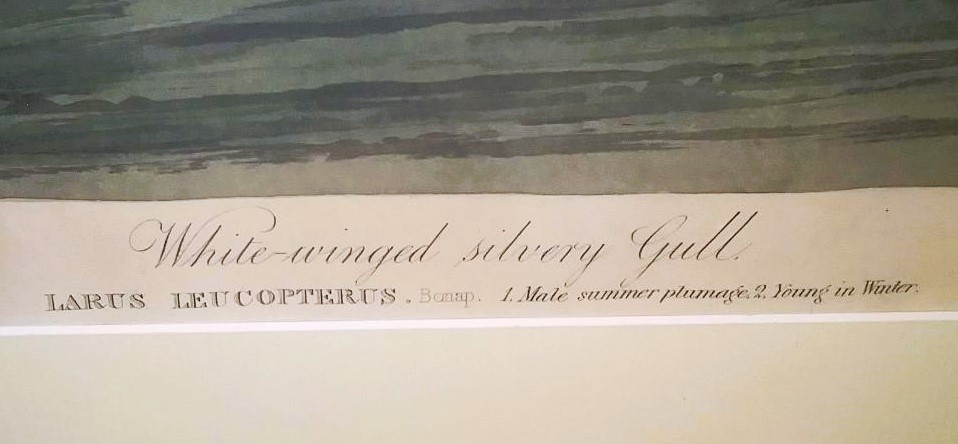 White-winged silvery Gull.
LARUS LEUCOPTERUS. Bonap. 1. Male summer plumage. 2. Young in Winter.